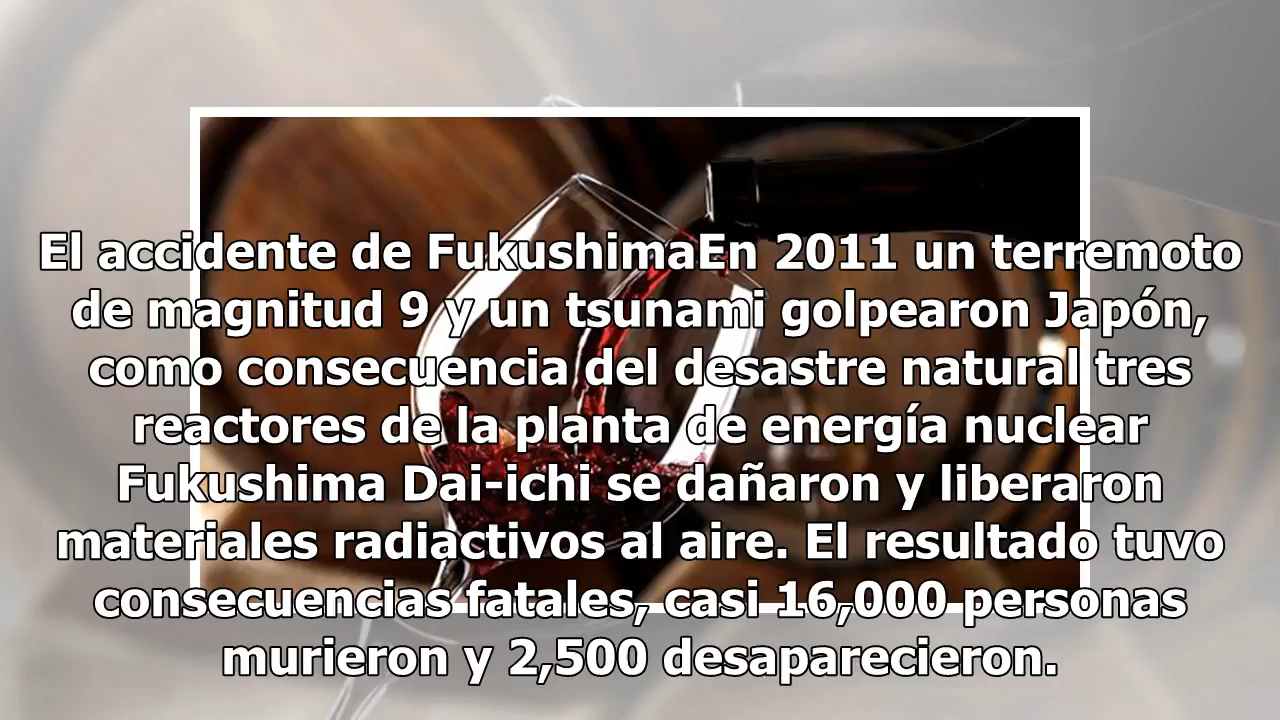 El accidente de FukushimaEn 2011 un terremoto
de magnitud 9 y un tsunami golpearon Japón,
como consecuencia del desastre natural tres
reactores de la planta de energía nuclear
Fukushima Dai-ichi se dañaron y liberaron
materiales radiactivos al aire. El resultado tuvo
consecuencias fatales, casi 16,000 personas
murieron y 2,500 desaparecieron.